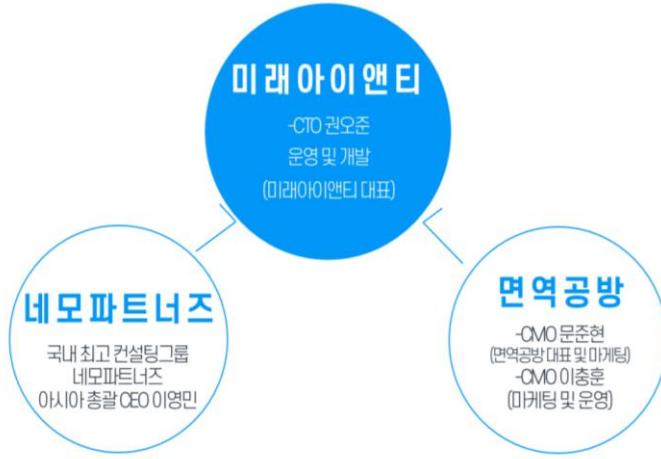 미래아이앤티
-CTO 권오준
운영 및 개발
(미래아이앤티 대표)
네모파트너즈
국내 최고 컨설팅그룹
네모파트너즈
아시아 총괄 CEO 이영민
면역공방
-CMO 문준현
(면역공방 대표 및 마케팅)
-CMO 이충훈
(마케팅 및 운영)